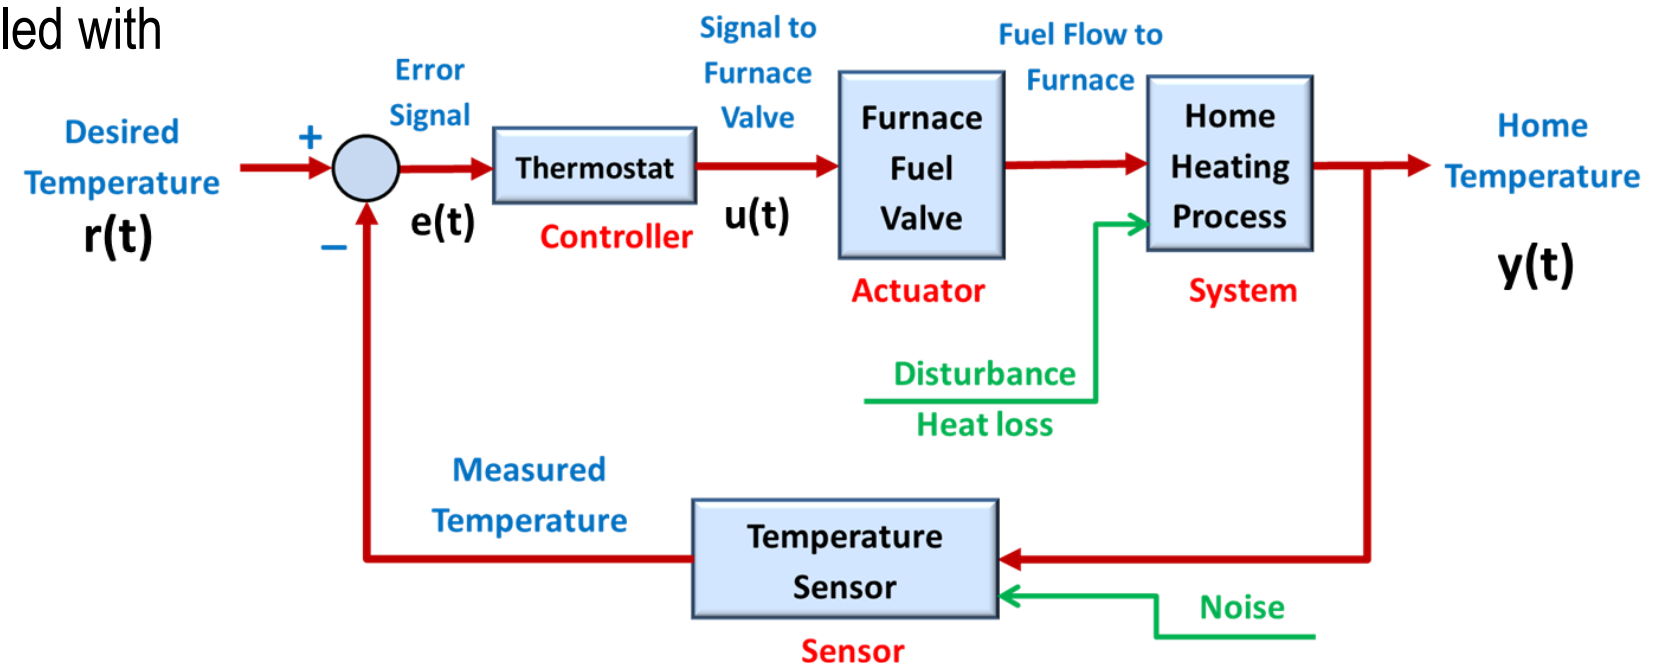 led with
Signal to
Furnace
Valve
Fuel Flow to
Furnace
Error
Signal
Desired
Temperature
r(t)
+
−
e(t)
Thermostat
Controller
u(t)
Furnace
Fuel
Valve
Actuator
Home
Heating
Process
System
Home
Temperature
y(t)
Disturbance
Heat loss
Measured
Temperature
Temperature
Sensor
Sensor
Noise